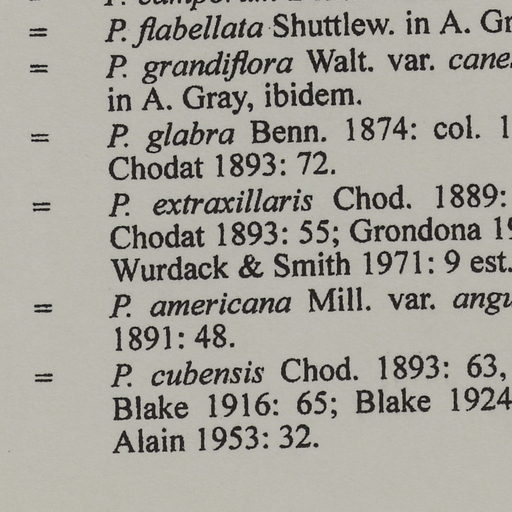 = P. flabellata Shuttlew. in A. Gr
= P. grandiflora Walt. var. cane
in A. Gray, ibidem.
= P. glabra Benn. 1874: col. 1
Chodat 1893: 72.
= P. extraxillaris Chod. 1889:
Chodat 1893: 55; Grondona 19
Wurdack & Smith 1971: 9 est.
= P. americana Mill. var. angu
1891: 48.
= P. cubensis Chod. 1893: 63,
Blake 1916: 65; Blake 1924
Alain 1953: 32.